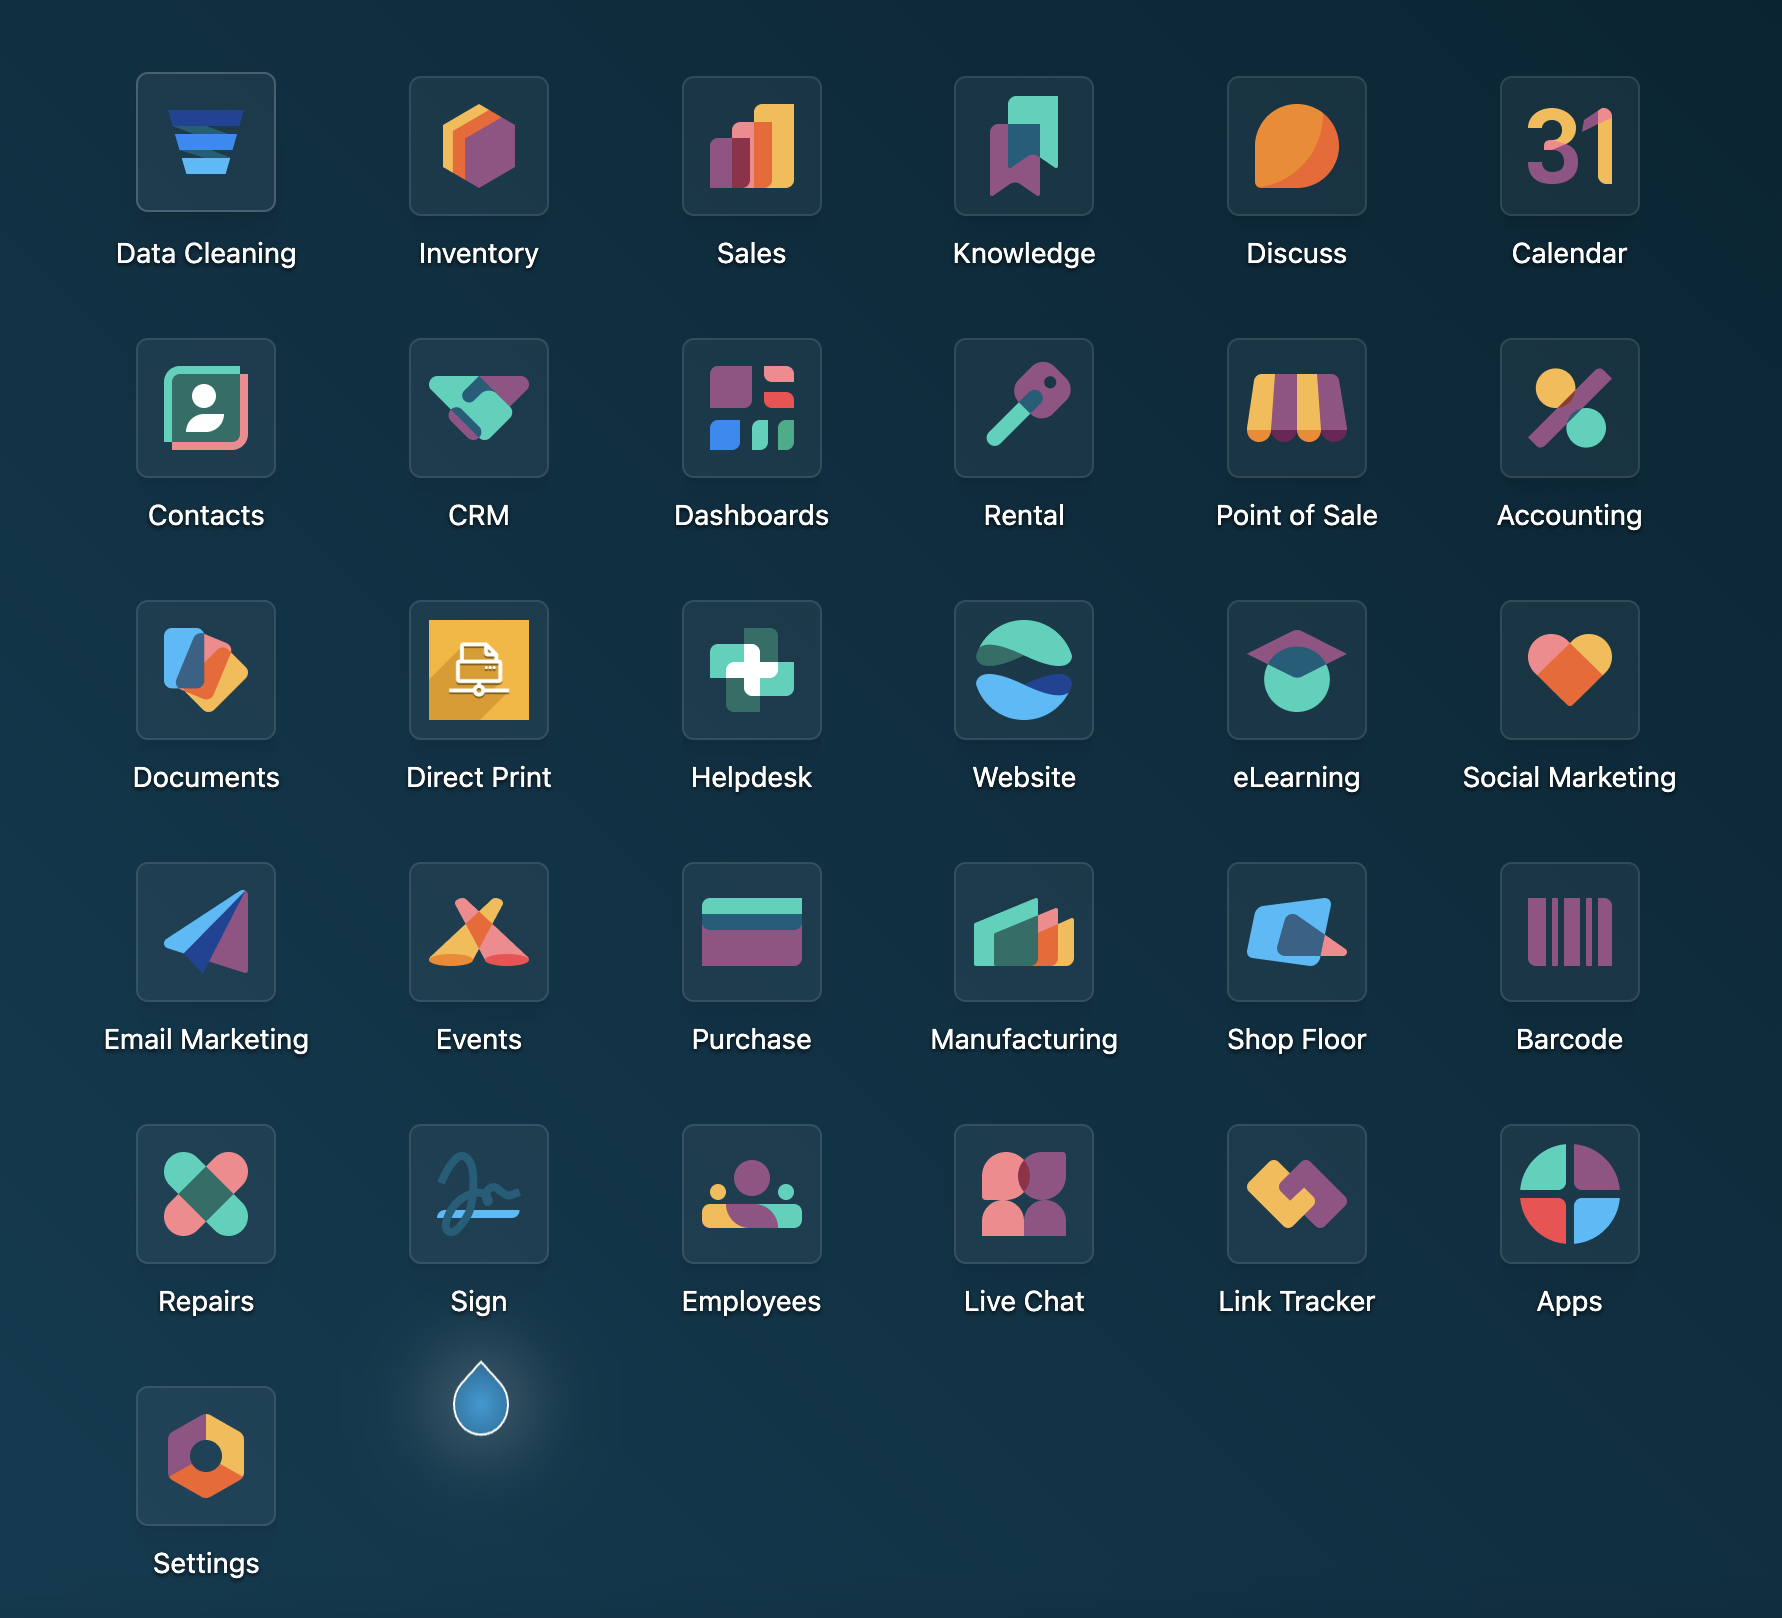 31
Data Cleaning
Inventory
Sales
Knowledge
Discuss
Calendar
Contacts
CRM
Dashboards
Rental
Point of Sale
Accounting
Documents
Direct Print
Helpdesk
Website
eLearning
Social Marketing
Email Marketing
Events
Purchase
Manufacturing
Shop Floor
Barcode
Repairs
Sign
Employees
Live Chat
Link Tracker
Apps
Settings